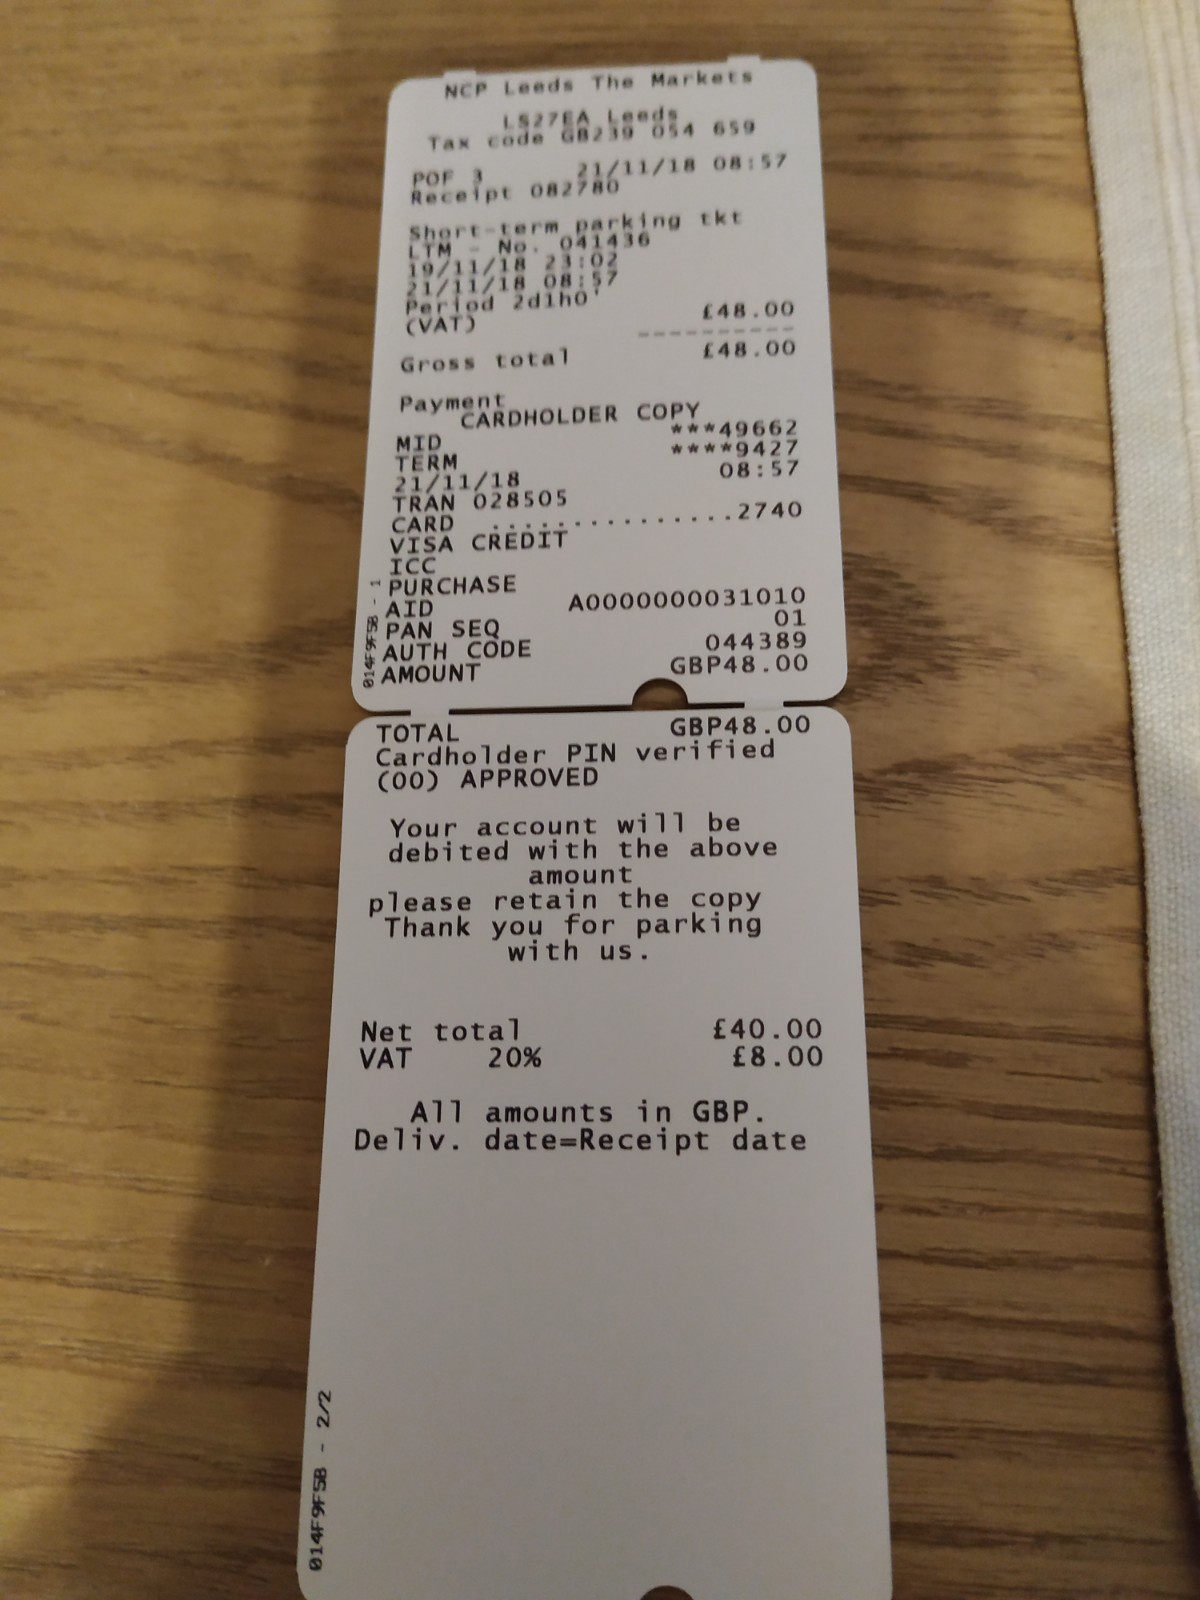 NCP Leeds The Markets
LS27EA Leeds
Tax code GB239 054 659
POF 3 21/11/18 08:57
Receipt 082780
Short-term parking tkt
LTM - No. 041436
19/11/18 23:02
21/11/18 08:57
Period 2d1h0'
(VAT) £48.00
---------
Gross total £48.00
Payment
CARDHOLDER COPY
MID ***49662
TERM ****9427
21/11/18 08:57
TRAN 028505
CARD ...............2740
VISA CREDIT
ICC
PURCHASE
AID A0000000031010
PAN SEQ 01
AUTH CODE 044389
AMOUNT GBP48.00
014F9F5B - 1
TOTAL GBP48.00
Cardholder PIN verified
(00) APPROVED
Your account will be
debited with the above
amount
please retain the copy
Thank you for parking
with us.
Net total £40.00
VAT 20% £8.00
All amounts in GBP.
Deliv. date=Receipt date
014F9F5B - 2/2